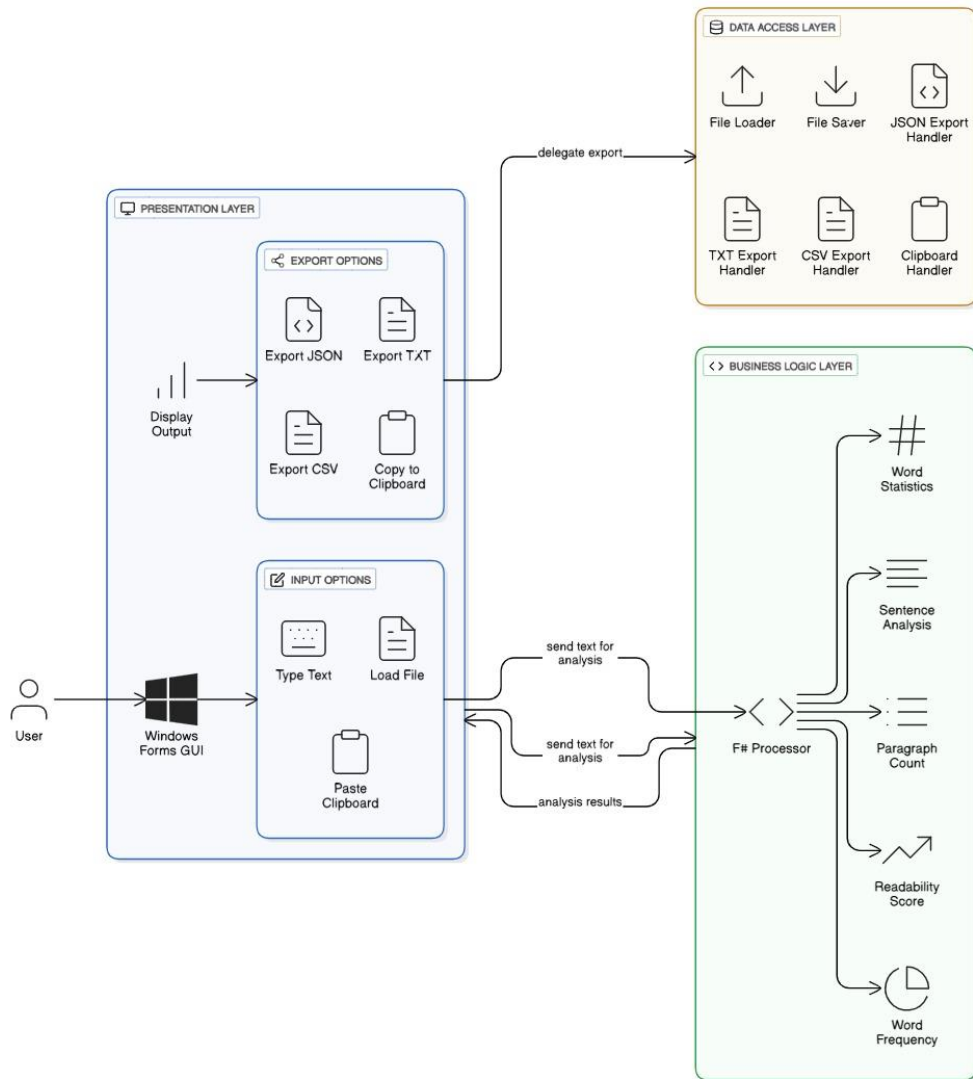 DATA ACCESS LAYER
File Loader
File Saver
JSON Export
Handler
delegate export
TXT Export
Handler
CSV Export
Handler
Clipboard
Handler
PRESENTATION LAYER
EXPORT OPTIONS
Export JSON
Export TXT
Display
Output
Export CSV
Copy to
Clipboard
BUSINESS LOGIC LAYER
Word
Statistics
Sentence
Analysis
INPUT OPTIONS
Type Text
Load File
Paste
Clipboard
User
Windows
Forms GUI
send text for
analysis
send text for
analysis
analysis results
F# Processor
Paragraph
Count
Readability
Score
Word
Frequency